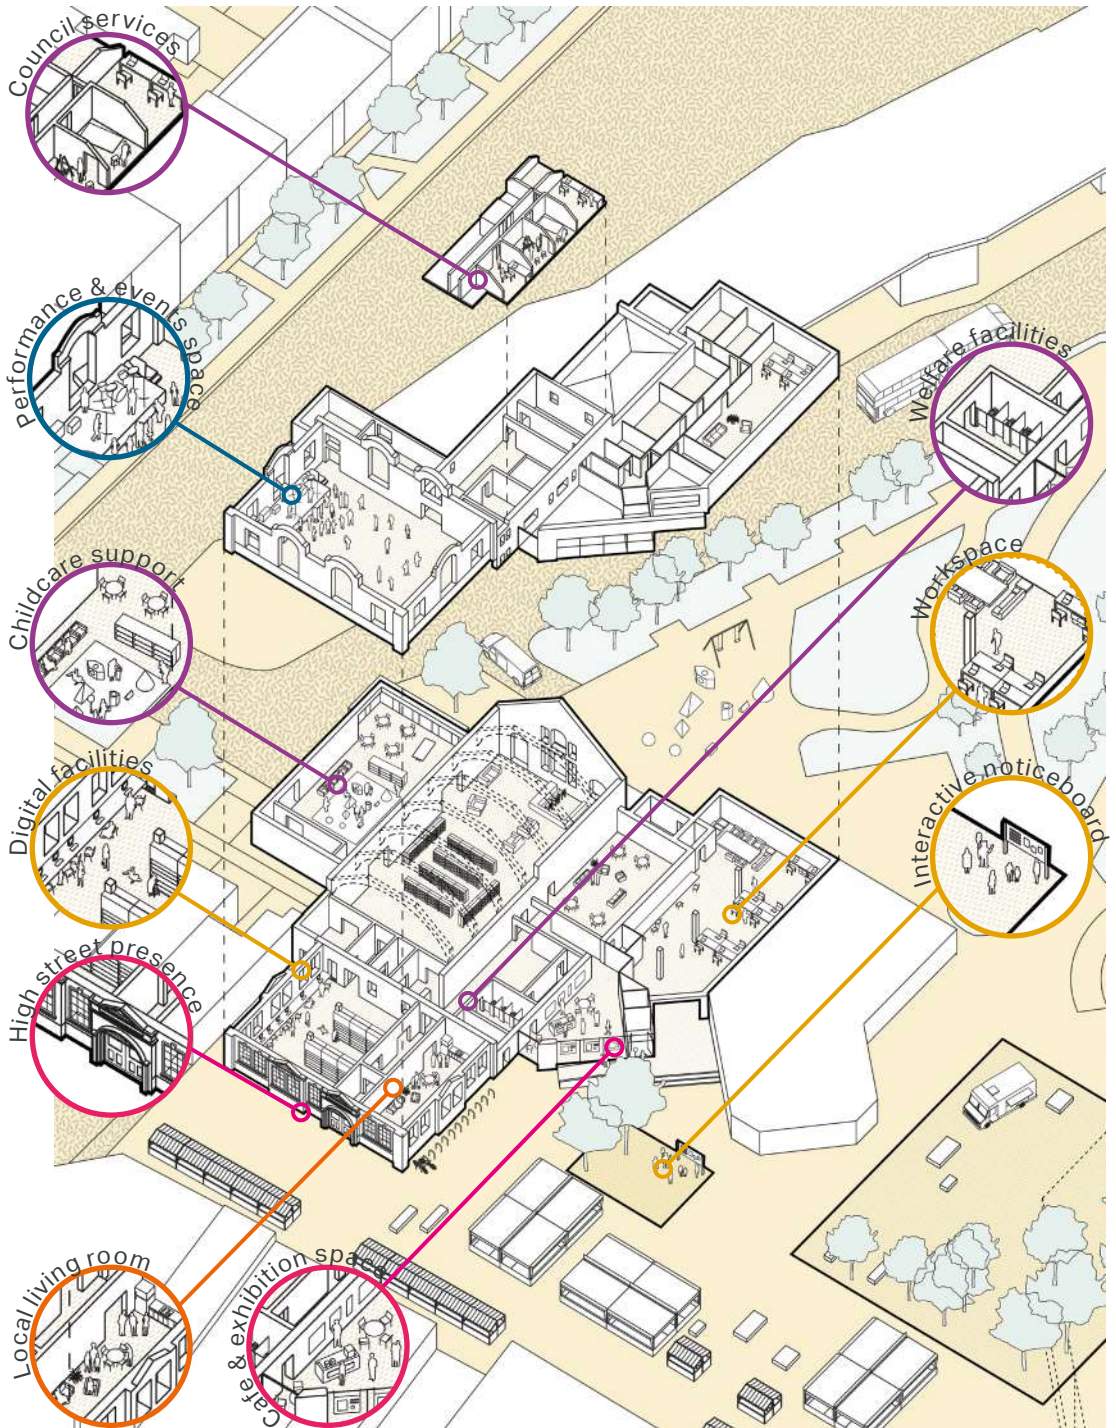 Council services
Performance & events space
Welfare facilities
Childcare support
Workspace
Digital facilities
Interactive noticeboard
High street presence
Local living room
Cafe & exhibition space